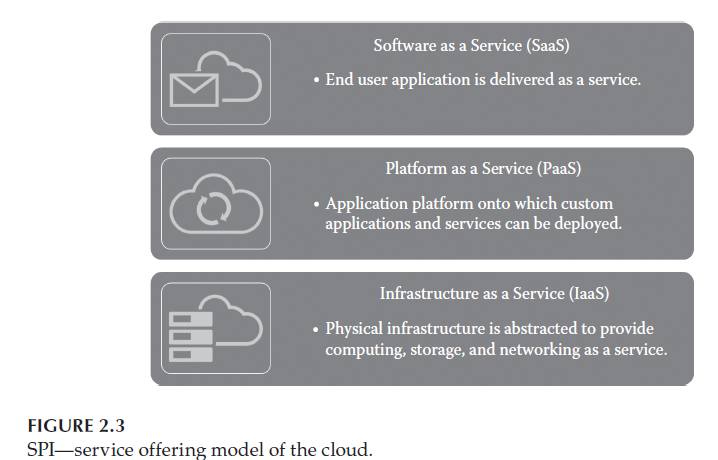 Software as a Service (SaaS)
• End user application is delivered as a service.
Platform as a Service (PaaS)
• Application platform onto which custom
applications and services can be deployed.
Infrastructure as a Service (IaaS)
• Physical infrastructure is abstracted to provide
computing, storage, and networking as a service.
FIGURE 2.3
SPI—service offering model of the cloud.